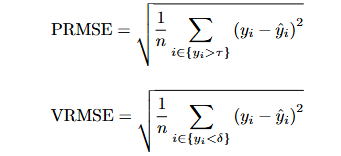 PRMSE = √(1/n ∑_{i∈{y_i>τ}} (y_i − ŷ_i)²)
VRMSE = √(1/n ∑_{i∈{y_i<δ}} (y_i − ŷ_i)²)